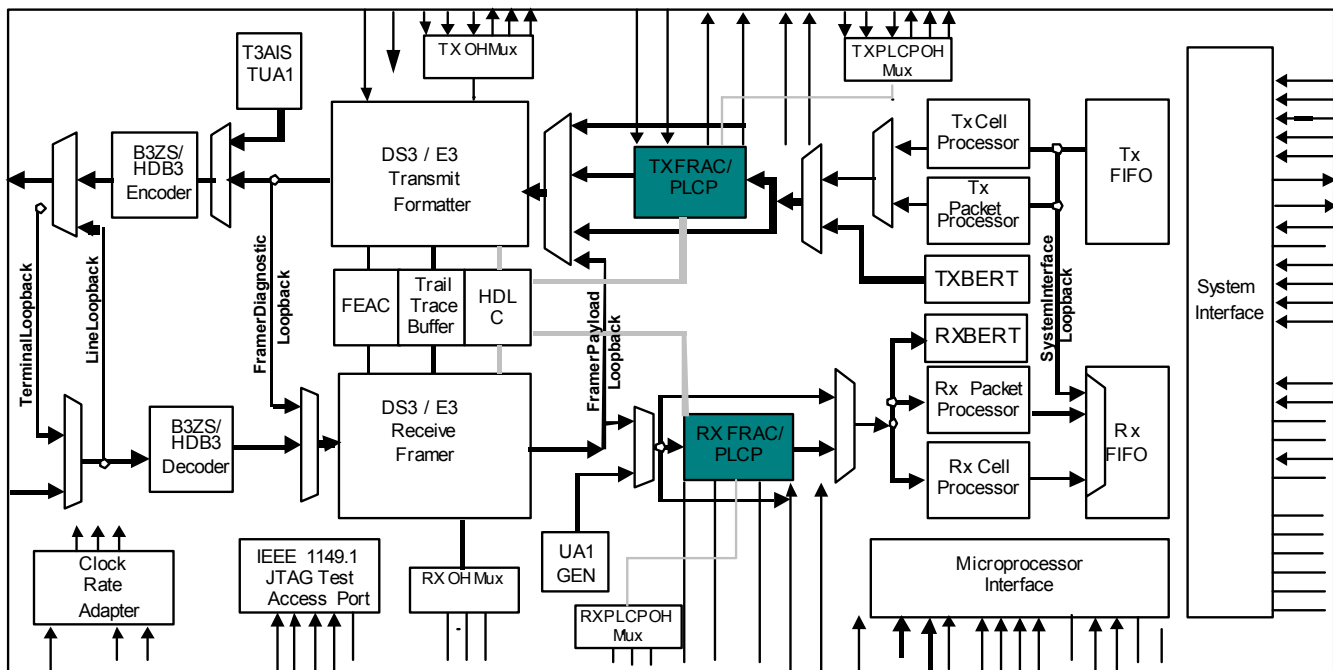 T3AIS
TUA1
TX OHMux
TXPLCPOH
Mux
B3ZS/
HDB3
Encoder
DS3 / E3
Transmit
Formatter
TXFRAC/
PLCP
Tx Cell
Processor
Tx
Packet
Processor
Tx
FIFO
TXBERT
System
Interface
TerminalLoopback
LineLoopback
FramerDiagnostic
Loopback
FEAC
Trail
Trace
Buffer
HDL
C
FramerPayload
Loopback
SystemInterface
Loopback
RXBERT
B3ZS/
HDB3
Decoder
DS3 / E3
Receive
Framer
RX FRAC/
PLCP
Rx Packet
Processor
Rx Cell
Processor
Rx
FIFO
Clock
Rate
Adapter
IEEE 1149.1
JTAG Test
Access Port
RX OH Mux
UA1
GEN
RXPLCPOH
Mux
Microprocessor
Interface